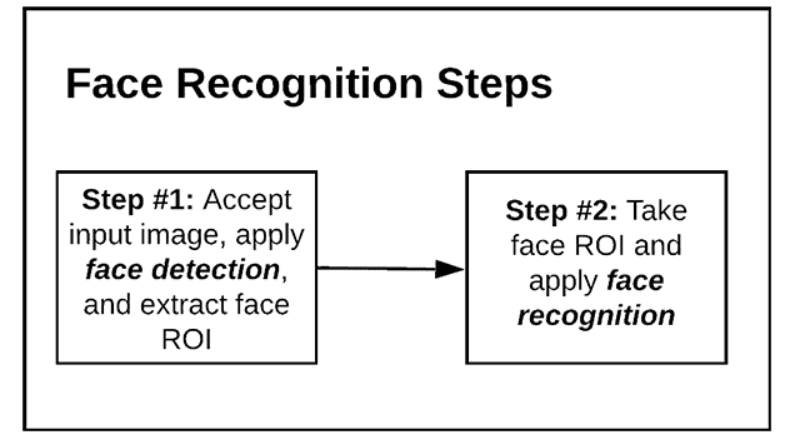 Face Recognition Steps
Step #1: Accept
input image, apply
face detection,
and extract face
ROI
Step #2: Take
face ROI and
apply face
recognition